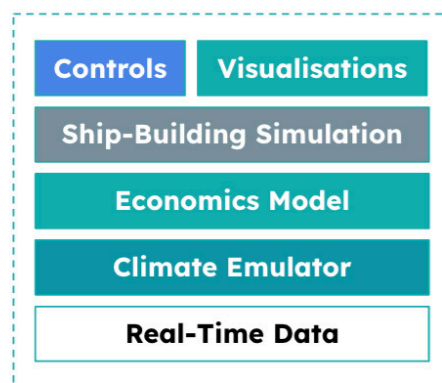 Controls Visualisations
Ship-Building Simulation
Economics Model
Climate Emulator
Real-Time Data